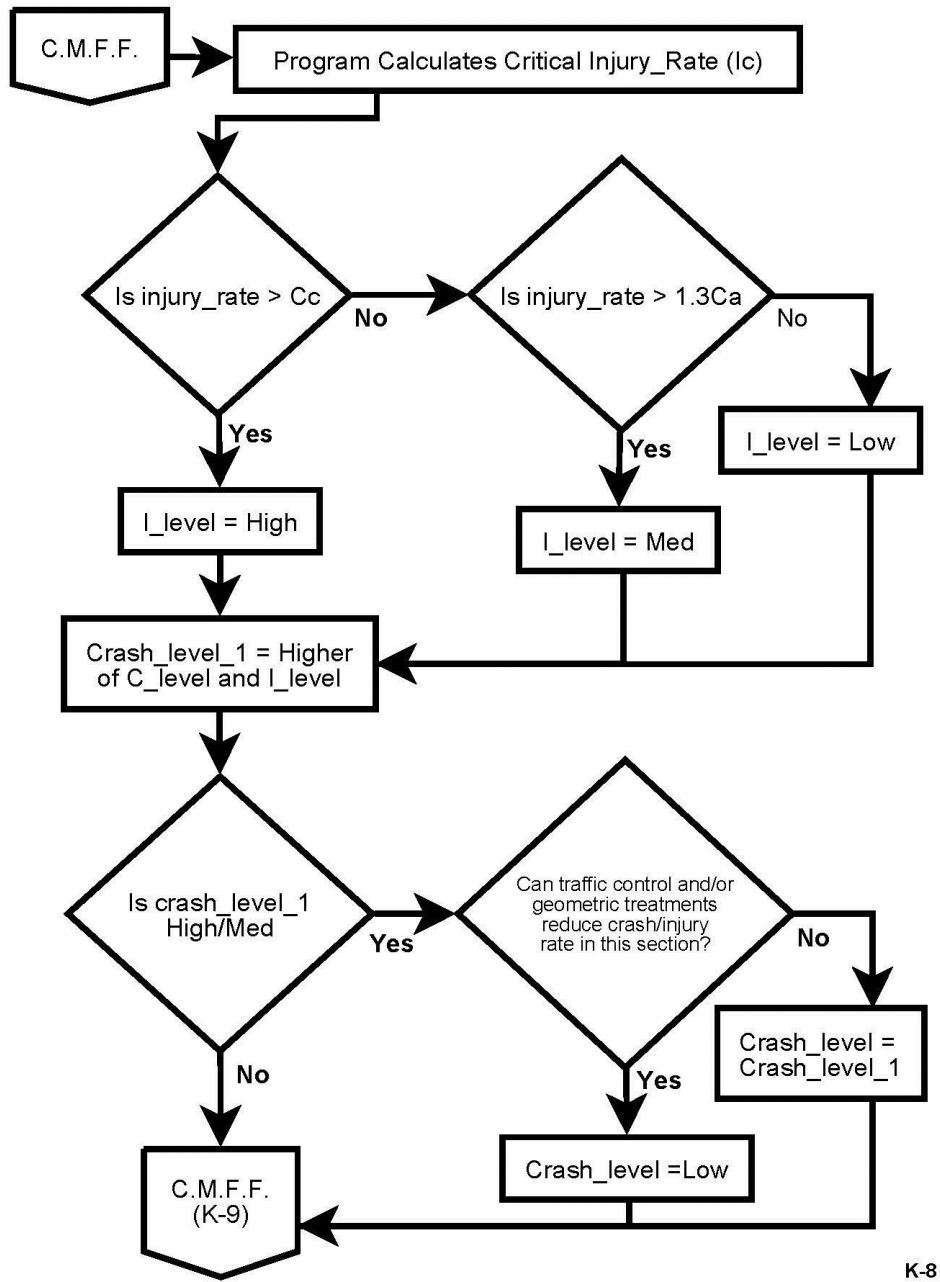 C.M.F.F.
Program Calculates Critical Injury_Rate (Ic)
Is injury_rate > Cc
No
Is injury_rate > 1.3Ca
No
Yes
I_level = High
Yes
I_level = Med
I_level = Low
Crash_level_1 = Higher
of C_level and I_level
Is crash_level_1
High/Med
Yes
Can traffic control and/or
geometric treatments
reduce crash/injury
rate in this section?
No
Crash_level =
Crash_level_1
No
Yes
Crash_level =Low
C.M.F.F.
(K-9)
K-8